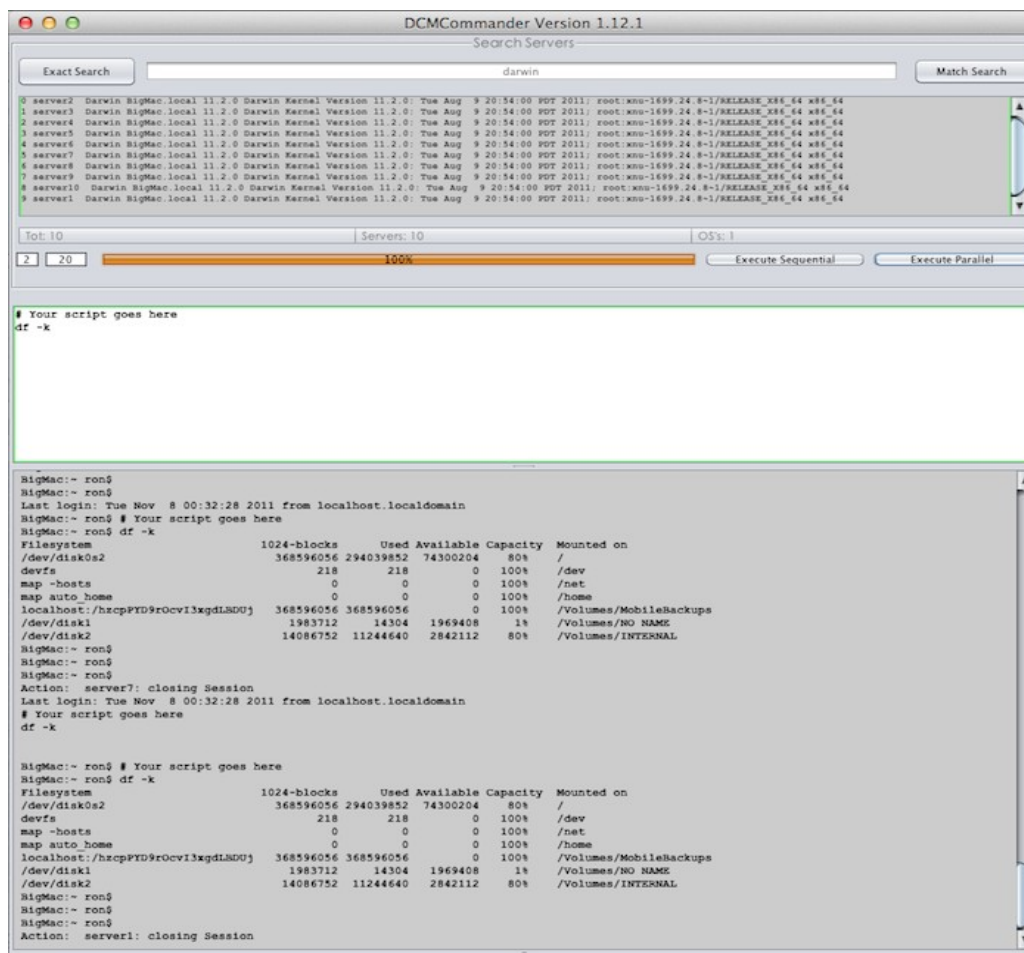 DCMCommander Version 1.12.1
Search Servers
Exact Search darwin Match Search
0 server2 Darwin BigMac.local 11.2.0 Darwin Kernel Version 11.2.0: Tue Aug 9 20:54:00 PDT 2011; root:xnu-1699.24.8~1/RELEASE_X86_64 x86_64
1 server3 Darwin BigMac.local 11.2.0 Darwin Kernel Version 11.2.0: Tue Aug 9 20:54:00 PDT 2011; root:xnu-1699.24.8~1/RELEASE_X86_64 x86_64
2 server4 Darwin BigMac.local 11.2.0 Darwin Kernel Version 11.2.0: Tue Aug 9 20:54:00 PDT 2011; root:xnu-1699.24.8~1/RELEASE_X86_64 x86_64
3 server5 Darwin BigMac.local 11.2.0 Darwin Kernel Version 11.2.0: Tue Aug 9 20:54:00 PDT 2011; root:xnu-1699.24.8~1/RELEASE_X86_64 x86_64
4 server6 Darwin BigMac.local 11.2.0 Darwin Kernel Version 11.2.0: Tue Aug 9 20:54:00 PDT 2011; root:xnu-1699.24.8~1/RELEASE_X86_64 x86_64
5 server7 Darwin BigMac.local 11.2.0 Darwin Kernel Version 11.2.0: Tue Aug 9 20:54:00 PDT 2011; root:xnu-1699.24.8~1/RELEASE_X86_64 x86_64
6 server8 Darwin BigMac.local 11.2.0 Darwin Kernel Version 11.2.0: Tue Aug 9 20:54:00 PDT 2011; root:xnu-1699.24.8~1/RELEASE_X86_64 x86_64
7 server9 Darwin BigMac.local 11.2.0 Darwin Kernel Version 11.2.0: Tue Aug 9 20:54:00 PDT 2011; root:xnu-1699.24.8~1/RELEASE_X86_64 x86_64
8 server10 Darwin BigMac.local 11.2.0 Darwin Kernel Version 11.2.0: Tue Aug 9 20:54:00 PDT 2011; root:xnu-1699.24.8~1/RELEASE_X86_64 x86_64
9 server1 Darwin BigMac.local 11.2.0 Darwin Kernel Version 11.2.0: Tue Aug 9 20:54:00 PDT 2011; root:xnu-1699.24.8~1/RELEASE_X86_64 x86_64
Tot: 10 Servers: 10 OS's: 1
2 20 100% Execute Sequential Execute Parallel
# Your script goes here
df -k
BigMac:~ ron$
BigMac:~ ron$
Last login: Tue Nov 8 00:32:28 2011 from localhost.localdomain
BigMac:~ ron$ # Your script goes here
BigMac:~ ron$ df -k
Filesystem 1024-blocks Used Available Capacity Mounted on
/dev/disk0s2 368596056 294039852 74300204 80% /
devfs 218 218 0 100% /dev
map -hosts 0 0 0 100% /net
map auto_home 0 0 0 100% /home
localhost:/hzcpPYD9rOcvI3xgdLBDUj 368596056 368596056 0 100% /Volumes/MobileBackups
/dev/disk1 1983712 14304 1969408 1% /Volumes/NO NAME
/dev/disk2 14086752 11244640 2842112 80% /Volumes/INTERNAL
BigMac:~ ron$
BigMac:~ ron$
BigMac:~ ron$
Action: server7: closing Session
Last login: Tue Nov 8 00:32:28 2011 from localhost.localdomain
# Your script goes here
df -k
BigMac:~ ron$ # Your script goes here
BigMac:~ ron$ df -k
Filesystem 1024-blocks Used Available Capacity Mounted on
/dev/disk0s2 368596056 294039852 74300204 80% /
devfs 218 218 0 100% /dev
map -hosts 0 0 0 100% /net
map auto_home 0 0 0 100% /home
localhost:/hzcpPYD9rOcvI3xgdLBDUj 368596056 368596056 0 100% /Volumes/MobileBackups
/dev/disk1 1983712 14304 1969408 1% /Volumes/NO NAME
/dev/disk2 14086752 11244640 2842112 80% /Volumes/INTERNAL
BigMac:~ ron$
BigMac:~ ron$
BigMac:~ ron$
Action: server1: closing Session